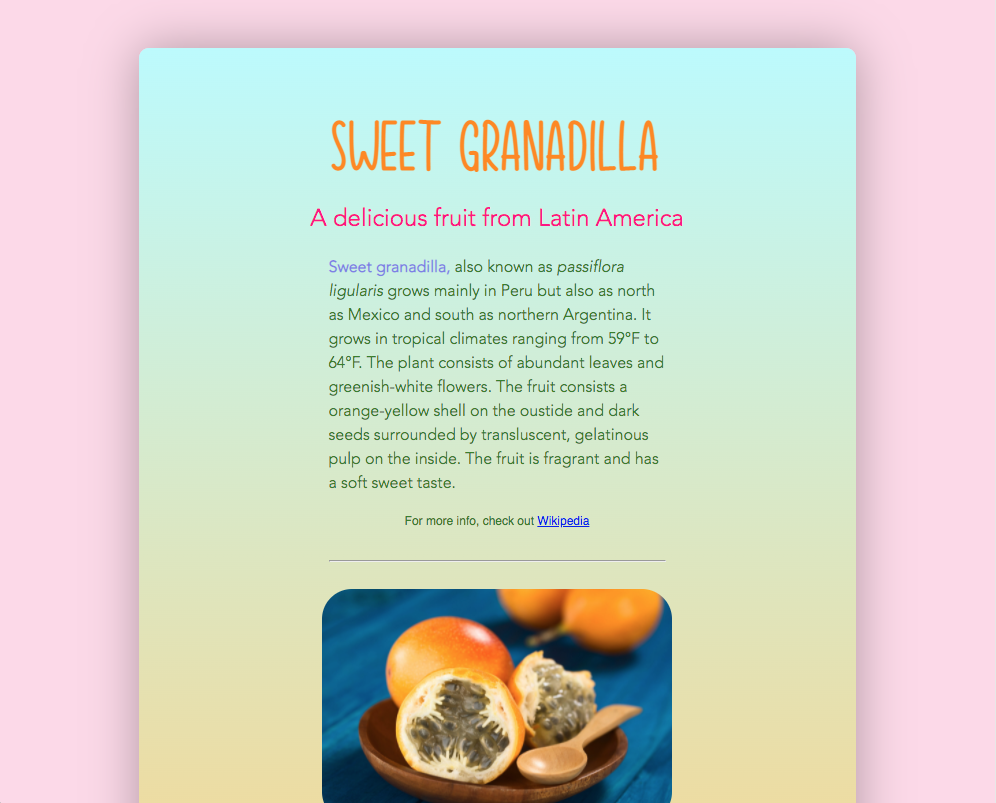 SWEET GRANADILLA
A delicious fruit from Latin America
Sweet granadilla, also known as passiflora
ligularis grows mainly in Peru but also as north
as Mexico and south as northern Argentina. It
grows in tropical climates ranging from 59°F to
64°F. The plant consists of abundant leaves and
greenish-white flowers. The fruit consists a
orange-yellow shell on the oustide and dark
seeds surrounded by transluscent, gelatinous
pulp on the inside. The fruit is fragrant and has
a soft sweet taste.
For more info, check out Wikipedia